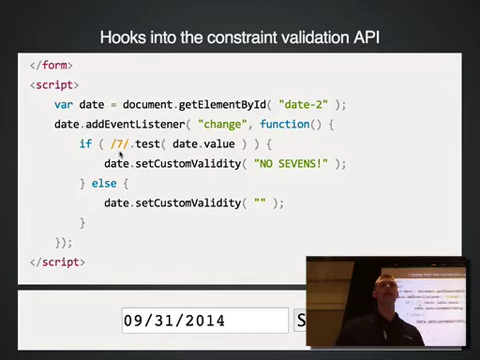 Hooks into the constraint validation API
</form>
<script>
var date = document.getElementById( "date-2" );
date.addEventListener( "change", function() {
if ( /7/.test( date.value ) ) {
date.setCustomValidity( "NO SEVENS!" );
} else {
date.setCustomValidity( "" );
}
});
</script>
09/31/2014
S